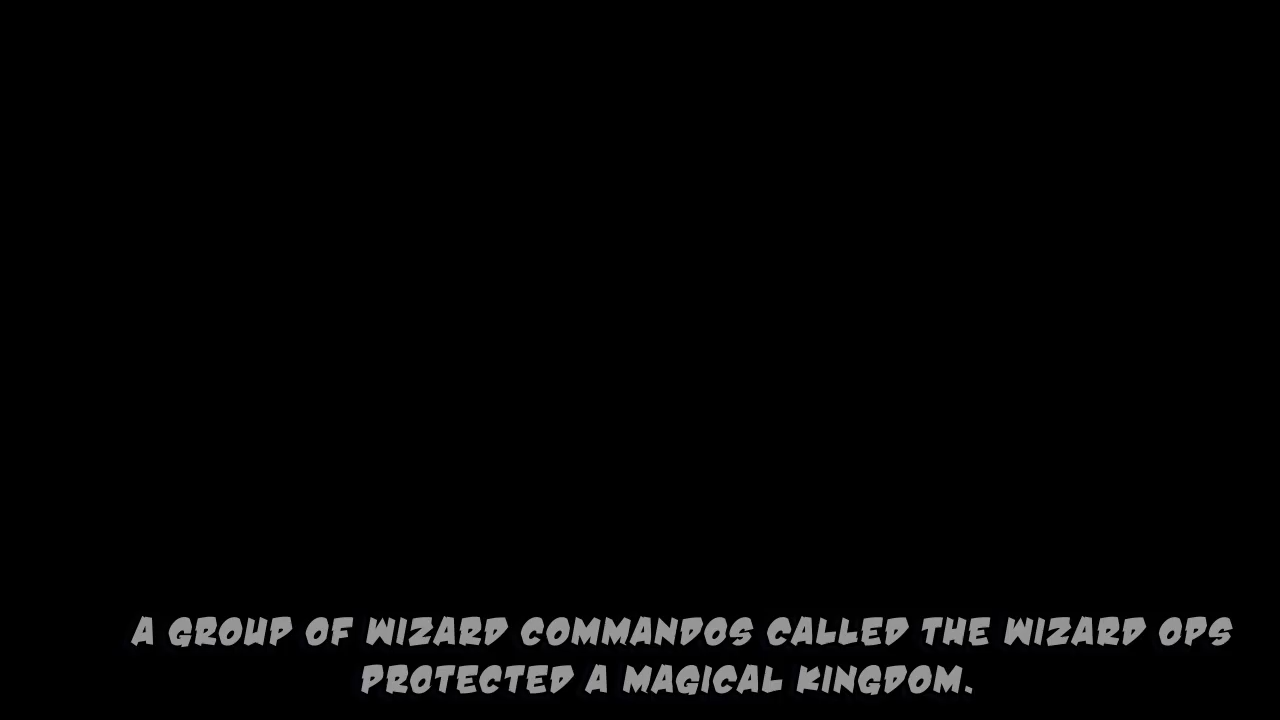 A GROUP OF WIZARD COMMANDOS CALLED THE WIZARD OPS
PROTECTED A MAGICAL KINGDOM.